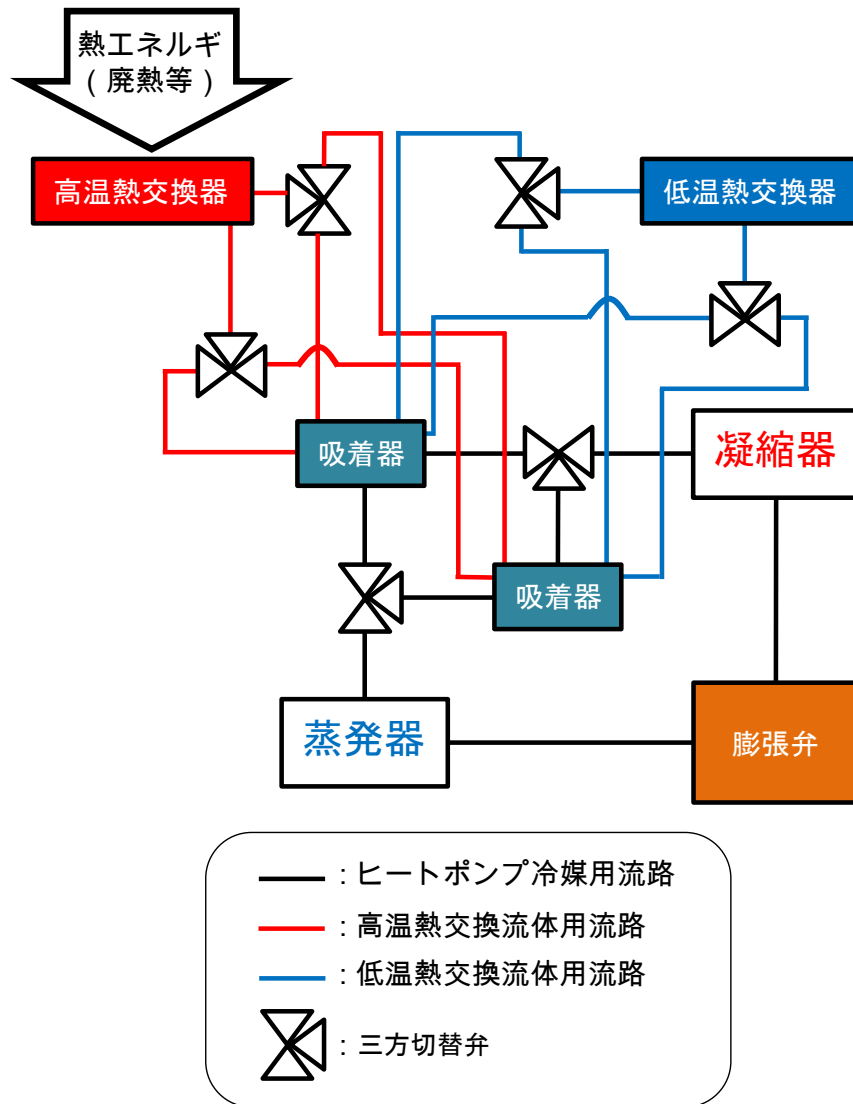 熱エネルギ
(廃熱等)
高温熱交換器
低温熱交換器
吸着器
凝縮器
吸着器
蒸発器
膨張弁
:ヒートポンプ冷媒用流路
:高温熱交換流体用流路
:低温熱交換流体用流路
:三方切替弁